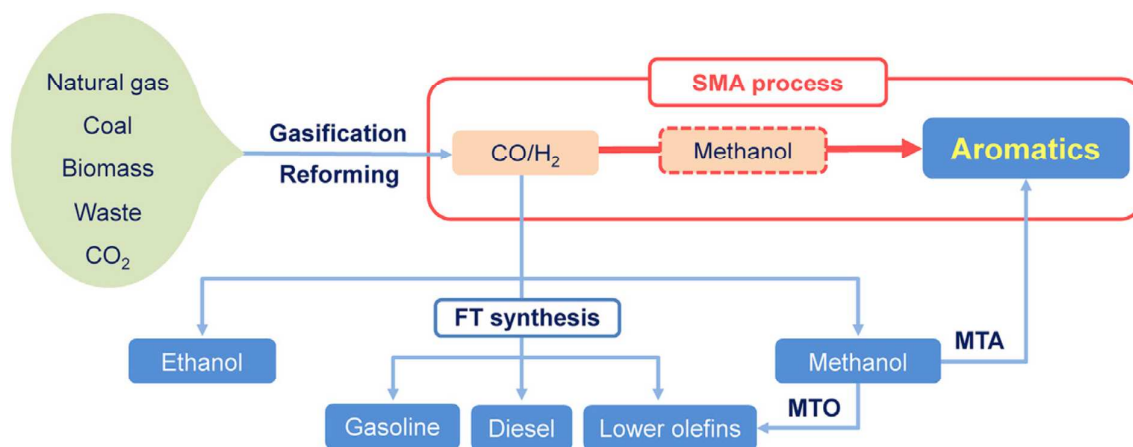 Natural gas
Coal
Biomass
Waste
CO₂
Gasification
Reforming
SMA process
CO/H₂
Methanol
Aromatics
FT synthesis
Ethanol
Methanol
MTA
MTO
Gasoline
Diesel
Lower olefins